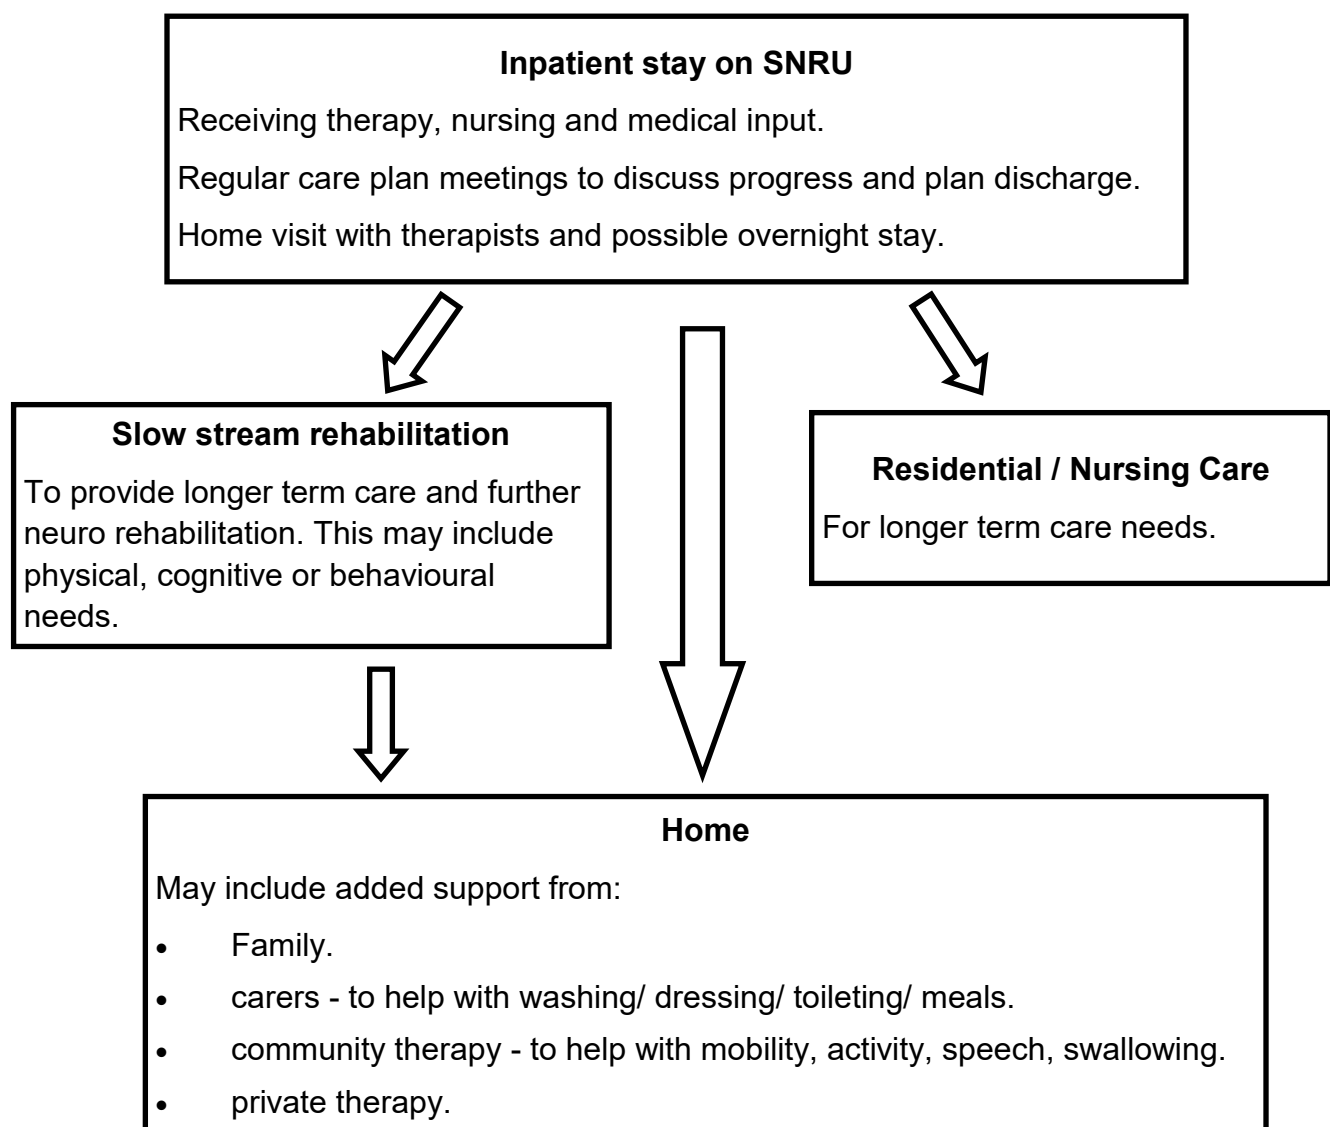 Inpatient stay on SNRU
Receiving therapy, nursing and medical input.
Regular care plan meetings to discuss progress and plan discharge.
Home visit with therapists and possible overnight stay.
Slow stream rehabilitation
To provide longer term care and further
neuro rehabilitation. This may include
physical, cognitive or behavioural
needs.
Residential / Nursing Care
For longer term care needs.
Home
May include added support from:
• Family.
• carers - to help with washing/ dressing/ toileting/ meals.
• community therapy - to help with mobility, activity, speech, swallowing.
• private therapy.